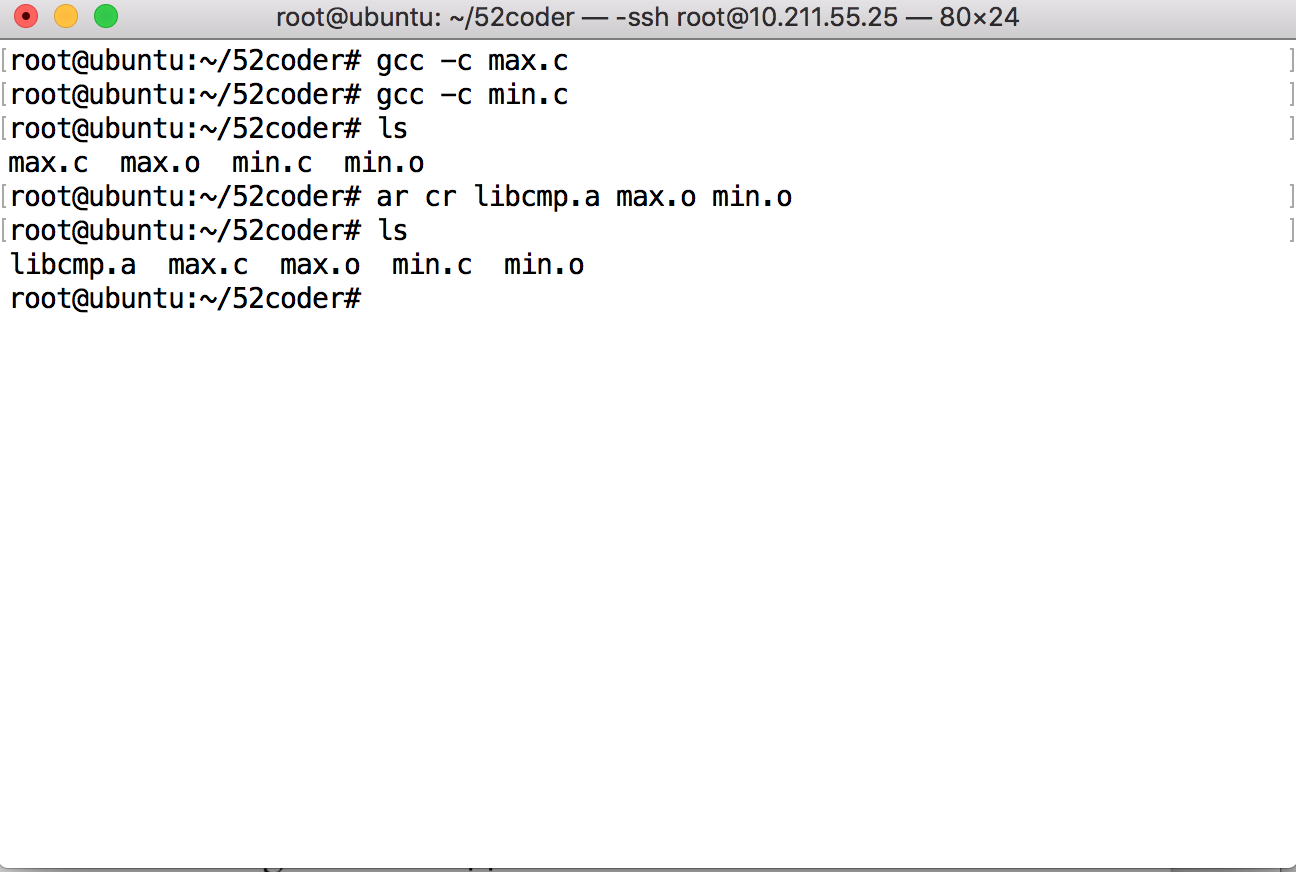 root@ubuntu: ~/52coder — -ssh root@10.211.55.25 — 80×24
[root@ubuntu:~/52coder# gcc -c max.c ]
[root@ubuntu:~/52coder# gcc -c min.c ]
[root@ubuntu:~/52coder# ls ]
max.c  max.o  min.c  min.o
[root@ubuntu:~/52coder# ar cr libcmp.a max.o min.o ]
[root@ubuntu:~/52coder# ls ]
libcmp.a  max.c  max.o  min.c  min.o
root@ubuntu:~/52coder#